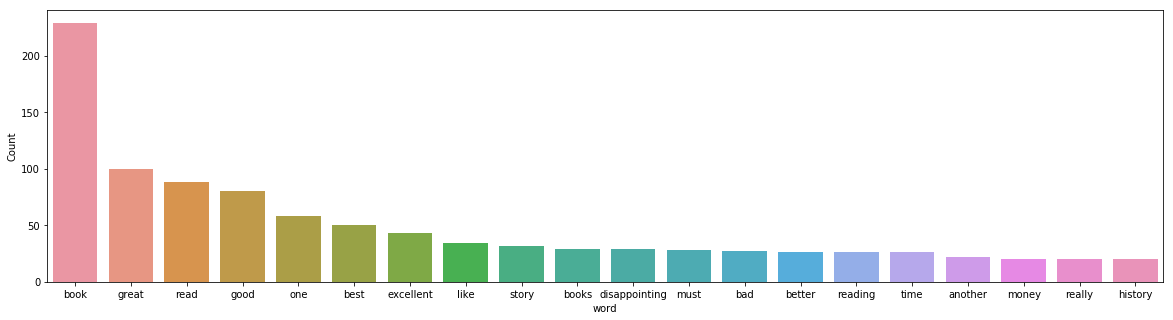 200
150
100
50
0
Count
book great read good one best excellent like story books disappointing must bad better reading time another money really history
word